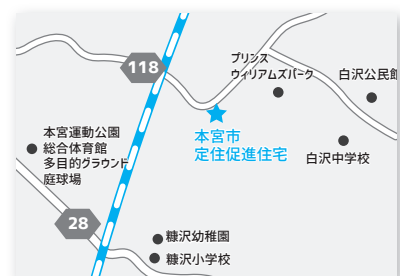 118
プリンス
ウィリアムズパーク
白沢公民館
本宮市
定住促進住宅
本宮運動公園
総合体育館
多目的グラウンド
庭球場
白沢中学校
28
糠沢幼稚園
糠沢小学校